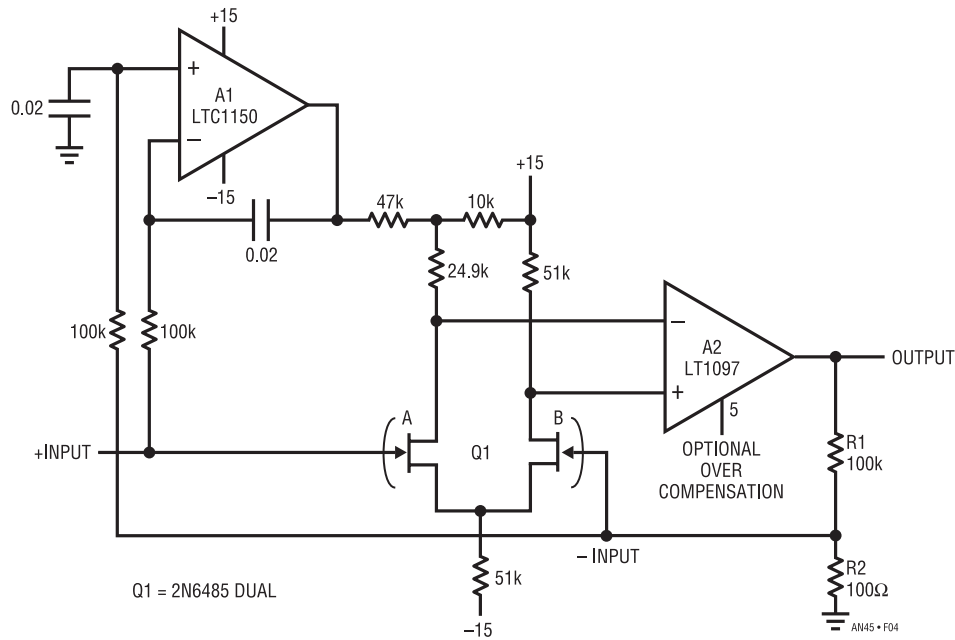 +15
0.02
+
A1
LTC1150
–
–15
0.02
47k
10k
+15
24.9k
51k
100k
100k
–
A2
LT1097
+
5
OUTPUT
OPTIONAL
OVER
COMPENSATION
R1
100k
+INPUT
A
Q1
B
– INPUT
51k
–15
R2
100Ω
Q1 = 2N6485 DUAL
AN45 • F04